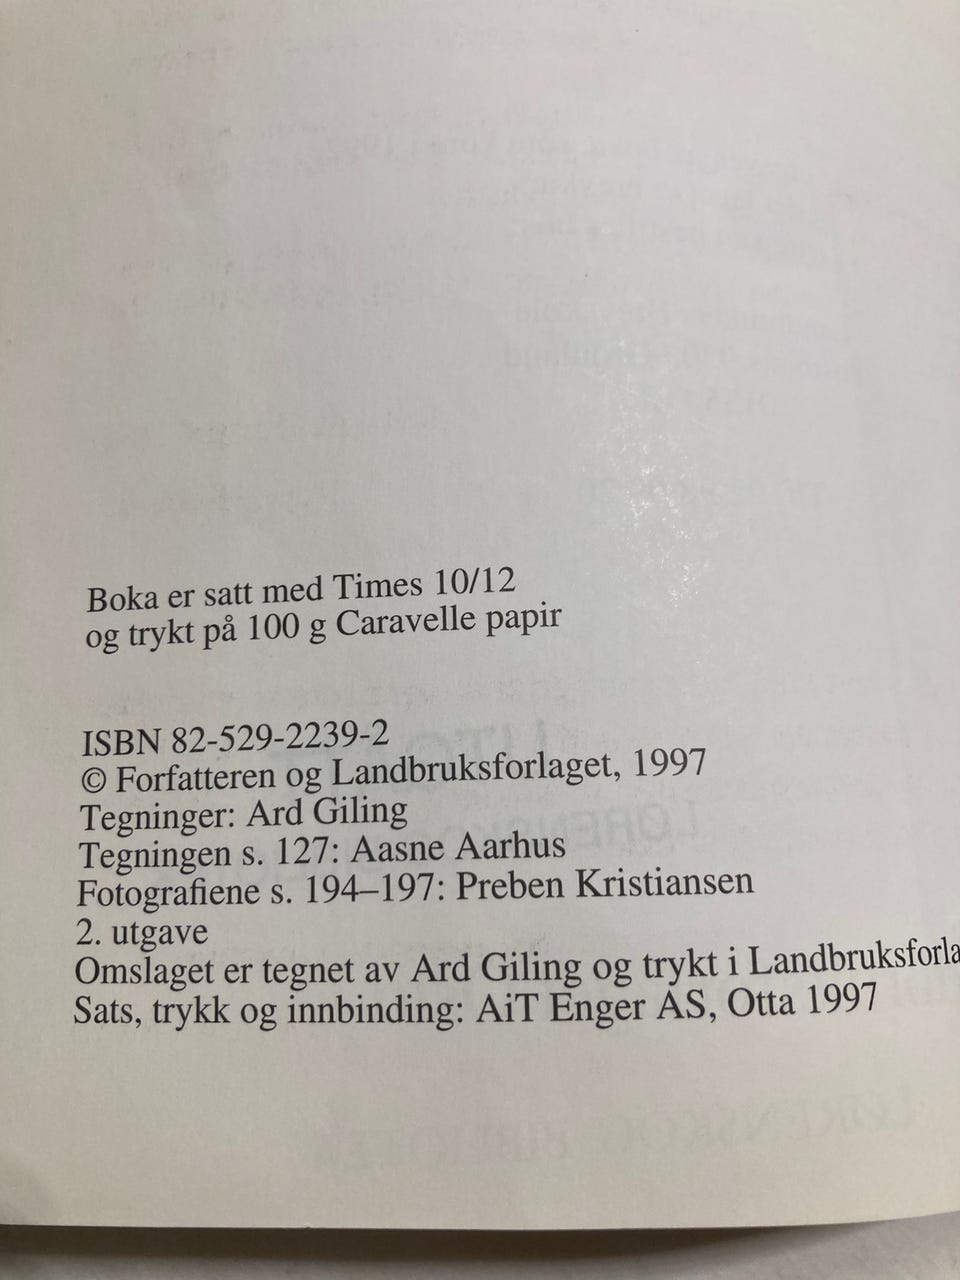 Boka er satt med Times 10/12
og trykt på 100 g Caravelle papir
ISBN 82-529-2239-2
© Forfatteren og Landbruksforlaget, 1997
Tegninger: Ard Giling
Tegningen s. 127: Aasne Aarhus
Fotografiene s. 194–197: Preben Kristiansen
2. utgave
Omslaget er tegnet av Ard Giling og trykt i Landbruksforla
Sats, trykk og innbinding: AiT Enger AS, Otta 1997